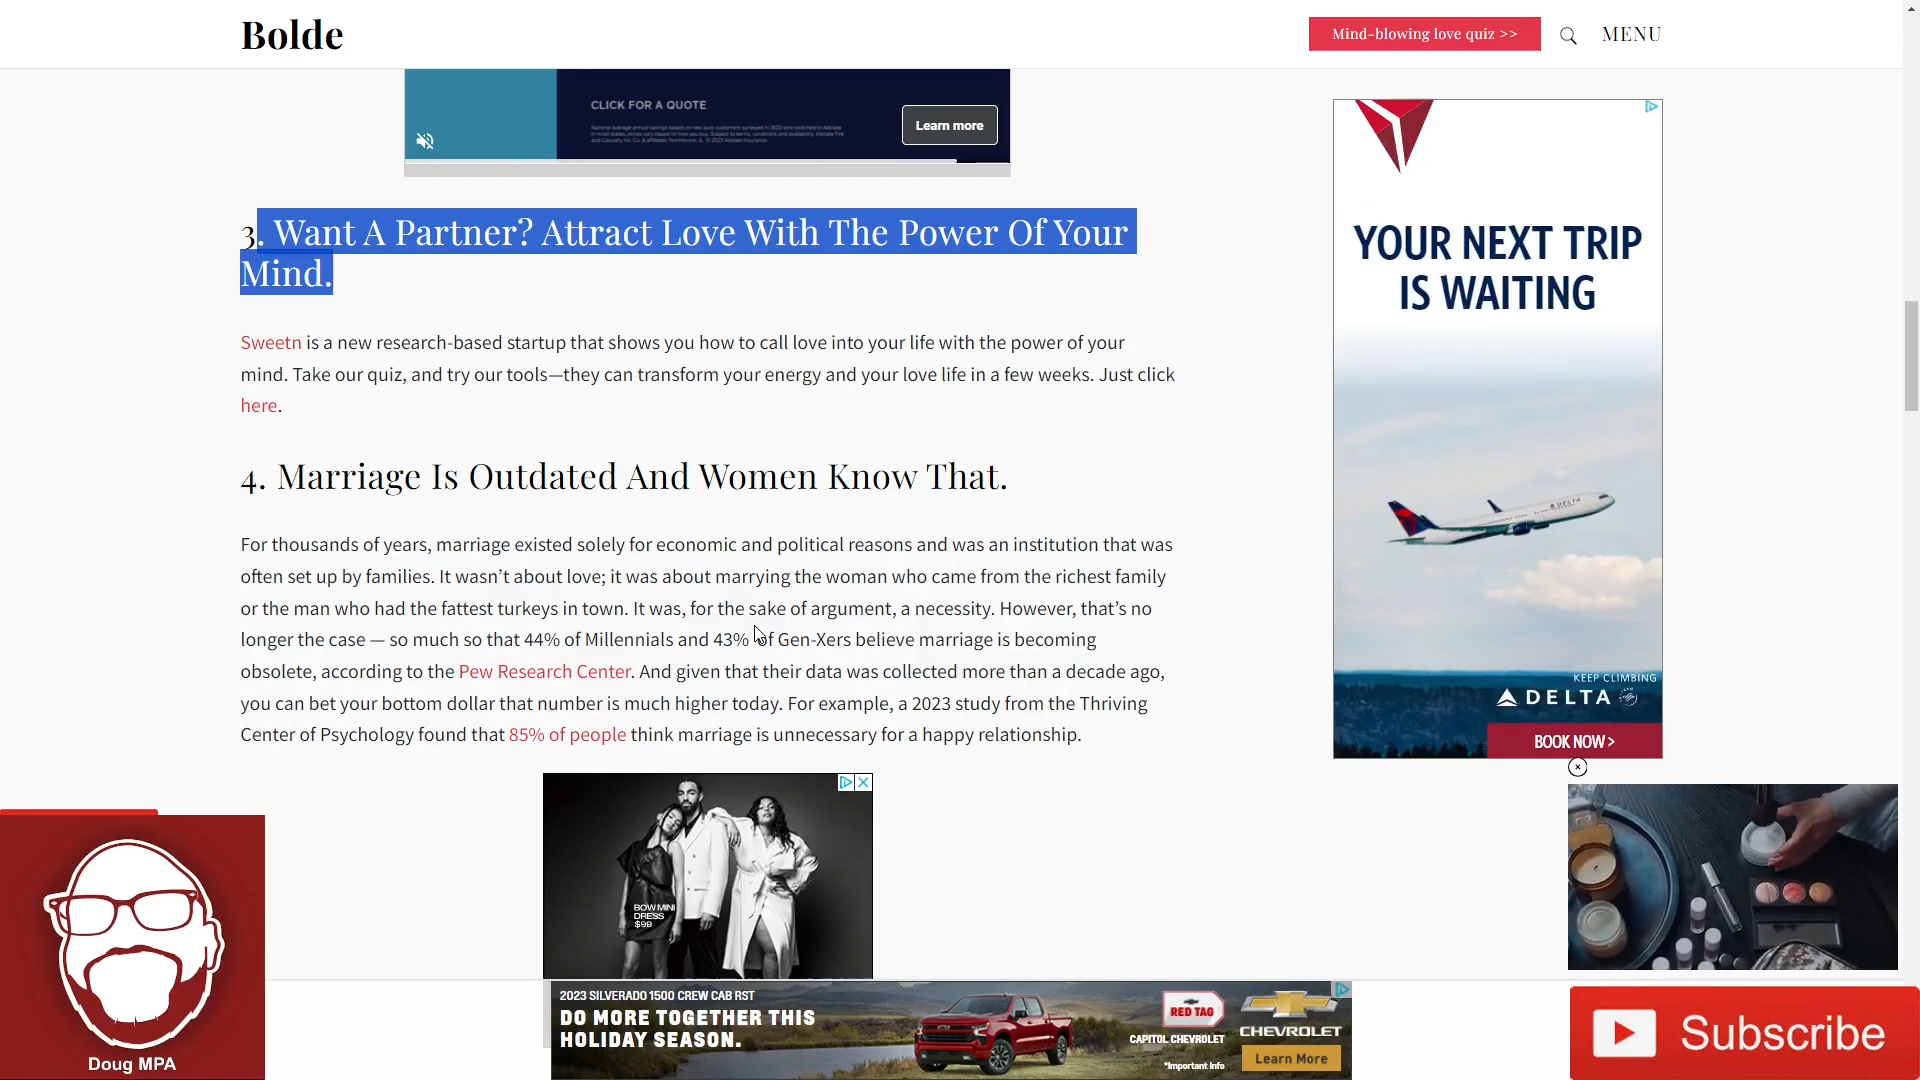 Bolde
Mind-blowing love quiz >>
MENU
CLICK FOR A QUOTE
Learn more
3. Want A Partner? Attract Love With The Power Of Your
Mind.
Sweetn is a new research-based startup that shows you how to call love into your life with the power of your
mind. Take our quiz, and try our tools—they can transform your energy and your love life in a few weeks. Just click
here.
4. Marriage Is Outdated And Women Know That.
For thousands of years, marriage existed solely for economic and political reasons and was an institution that was
often set up by families. It wasn’t about love; it was about marrying the woman who came from the richest family
or the man who had the fattest turkeys in town. It was, for the sake of argument, a necessity. However, that’s no
longer the case — so much so that 44% of Millennials and 43% of Gen-Xers believe marriage is becoming
obsolete, according to the Pew Research Center. And given that their data was collected more than a decade ago,
you can bet your bottom dollar that number is much higher today. For example, a 2023 study from the Thriving
Center of Psychology found that 85% of people think marriage is unnecessary for a happy relationship.
YOUR NEXT TRIP
IS WAITING
DELTA
KEEP CLIMBING
DELTA
BOOK NOW >
BOW MINI
DRESS
$99
2023 SILVERADO 1500 CREW CAB RST
DO MORE TOGETHER THIS
HOLIDAY SEASON.
RED TAG
CAPITOL CHEVROLET
*Important Info
CHEVROLET
Learn More
Doug MPA
Subscribe